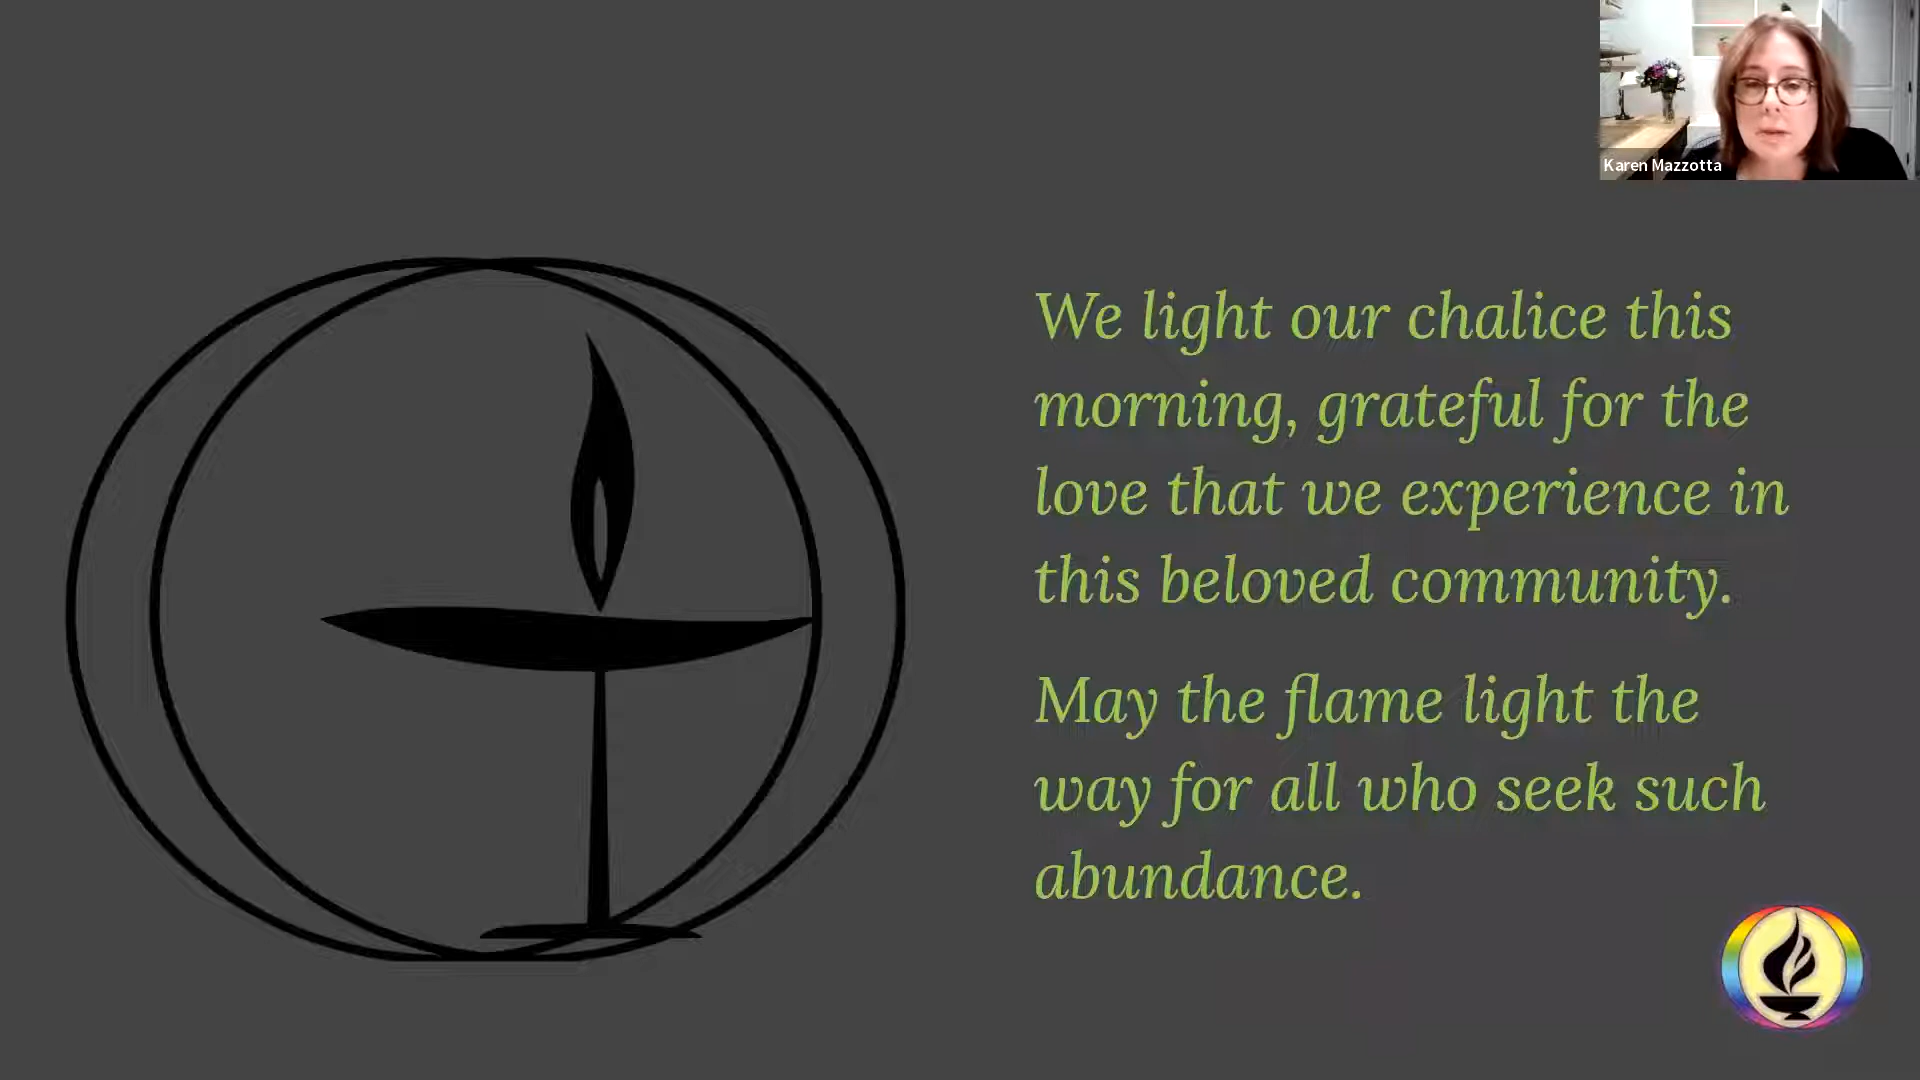 Karen Mazzotta
We light our chalice this
morning, grateful for the
love that we experience in
this beloved community.
May the flame light the
way for all who seek such
abundance.